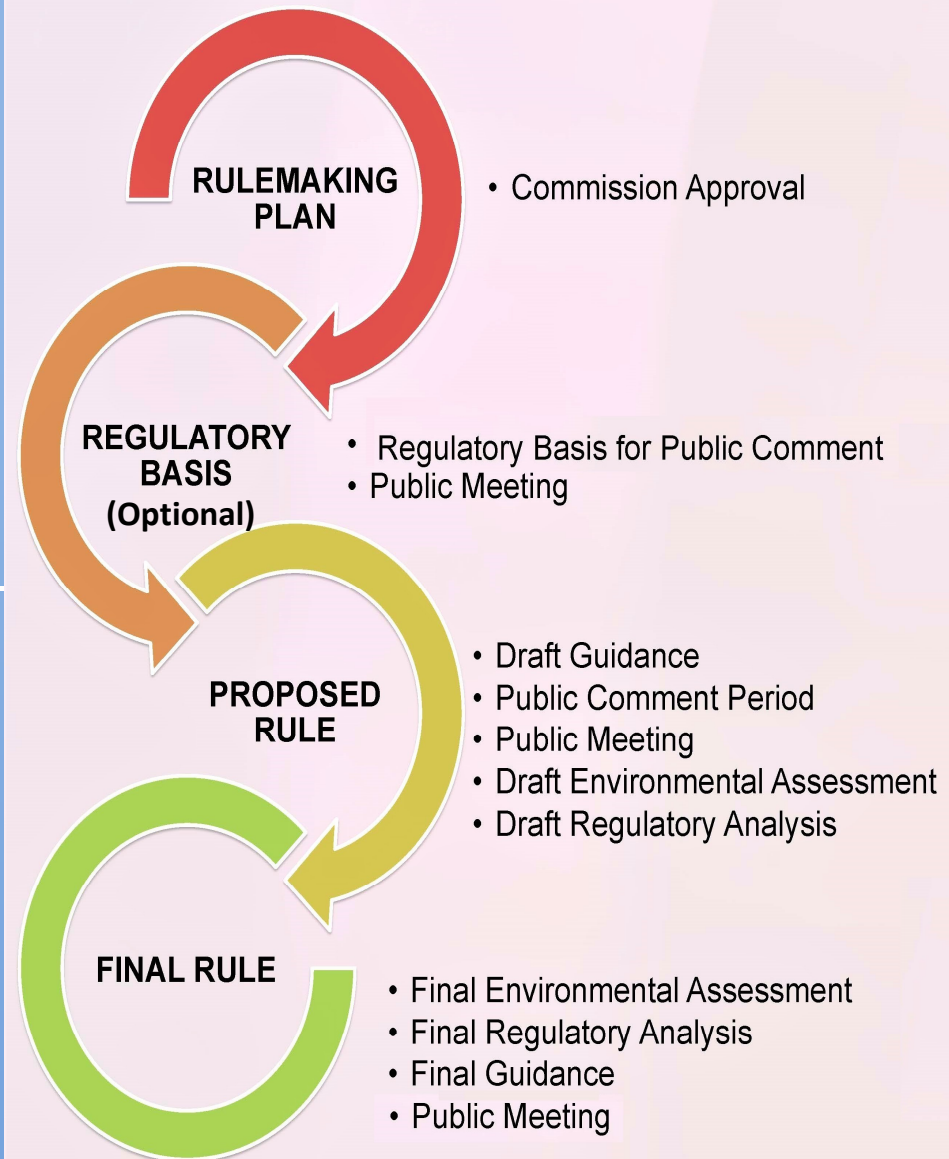 RULEMAKING
PLAN
• Commission Approval
REGULATORY
BASIS
(Optional)
• Regulatory Basis for Public Comment
• Public Meeting
PROPOSED
RULE
• Draft Guidance
• Public Comment Period
• Public Meeting
• Draft Environmental Assessment
• Draft Regulatory Analysis
FINAL RULE
• Final Environmental Assessment
• Final Regulatory Analysis
• Final Guidance
• Public Meeting